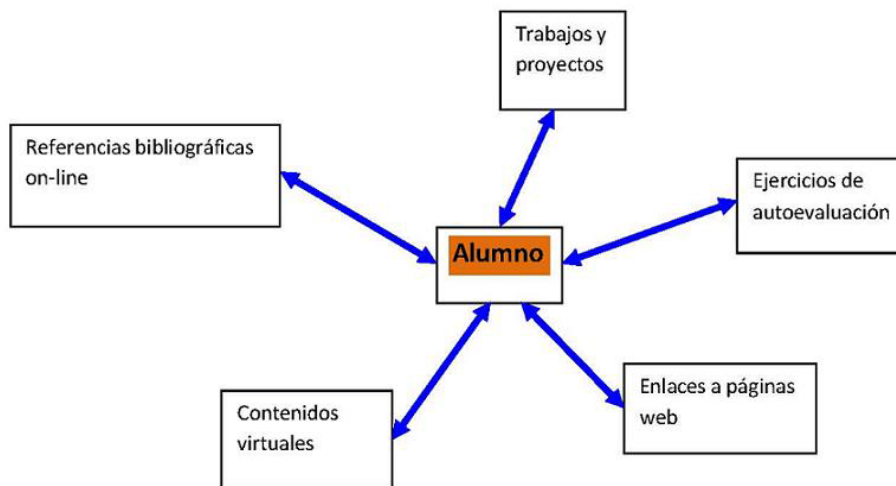 Trabajos y
proyectos
Referencias bibliográficas
on-line
Ejercicios de
autoevaluación
Alumno
Enlaces a páginas
web
Contenidos
virtuales